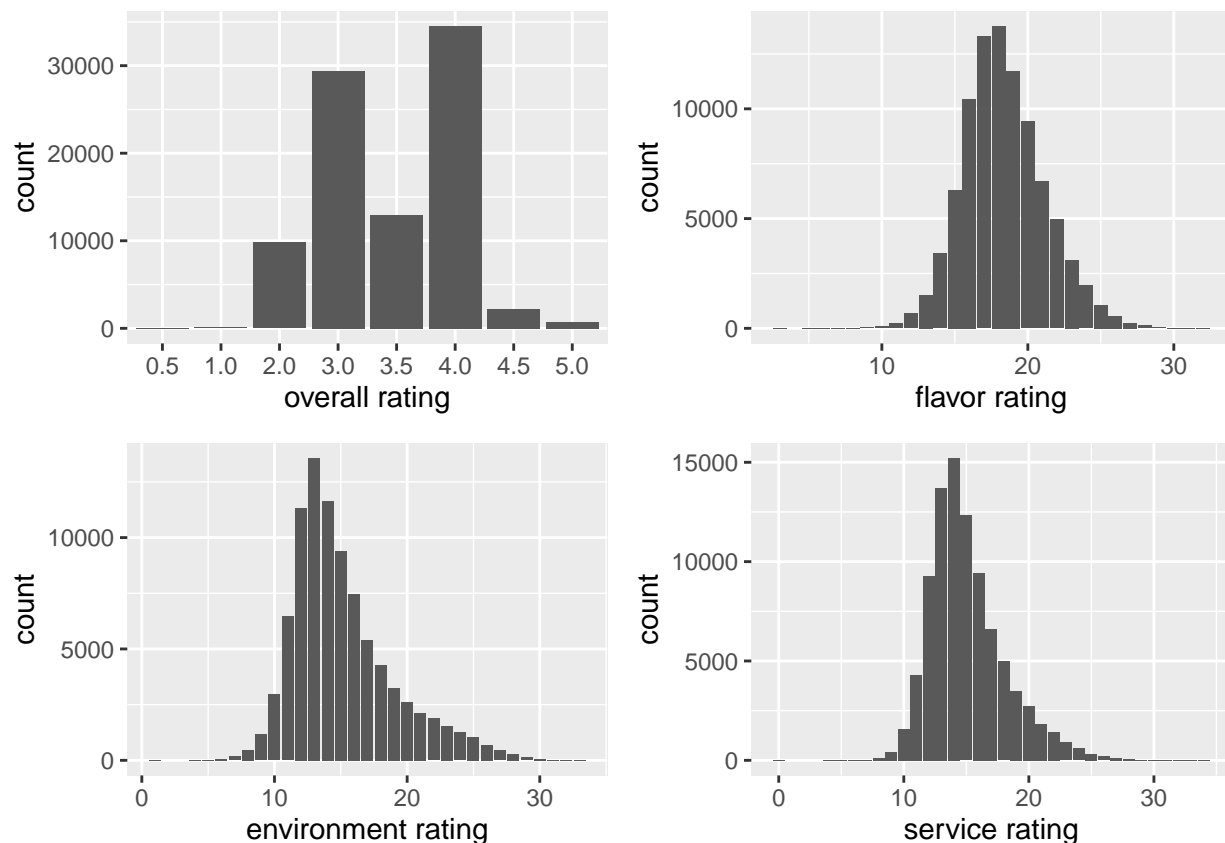 count
30000
20000
10000
0
0.5 1.0 2.0 3.0 3.5 4.0 4.5 5.0
overall rating
count
10000
5000
0
10 20 30
flavor rating
count
10000
5000
0
0 10 20 30
environment rating
count
15000
10000
5000
0
0 10 20 30
service rating